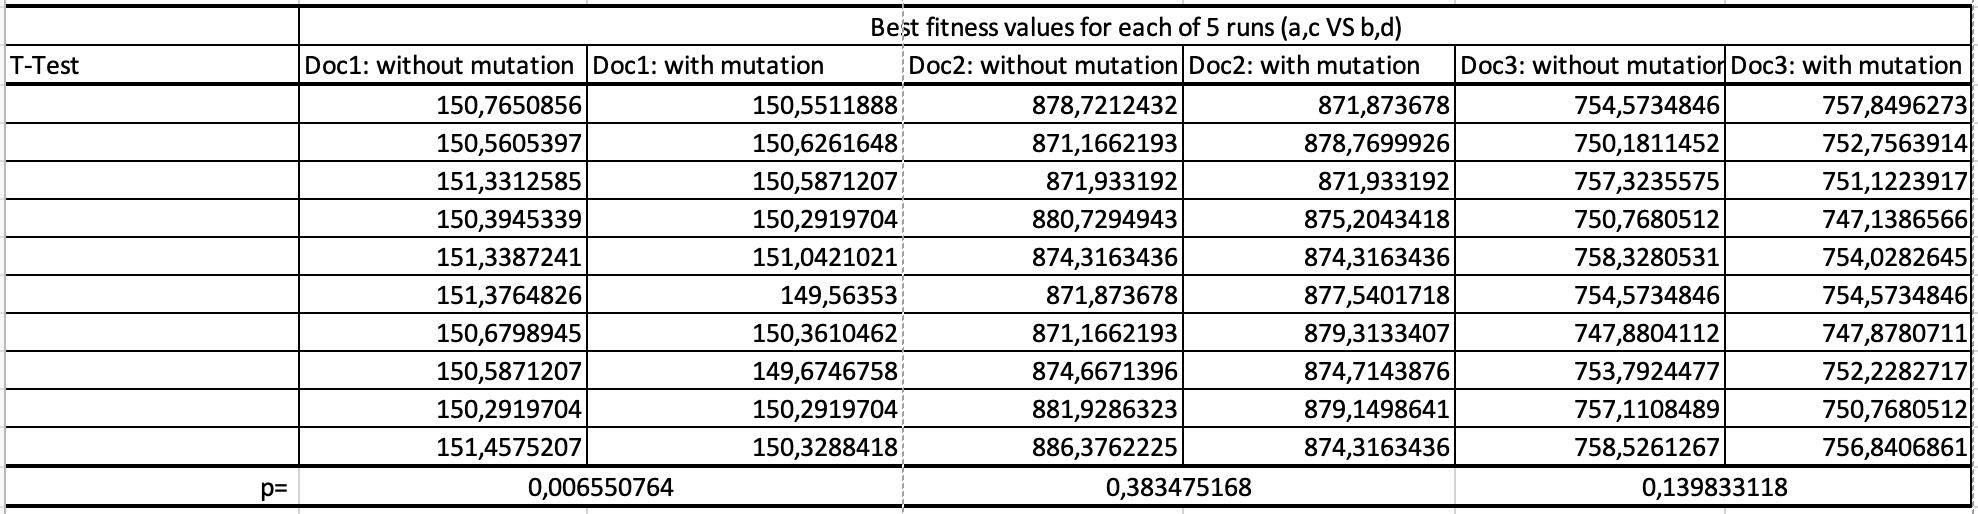 Best fitness values for each of 5 runs (a,c VS b,d)
T-Test Doc1: without mutation Doc1: with mutation Doc2: without mutation Doc2: with mutation Doc3: without mutation Doc3: with mutation
150,7650856 150,5511888 878,7212432 871,873678 754,5734846 757,8496273
150,5605397 150,6261648 871,1662193 878,7699926 750,1811452 752,7563914
151,3312585 150,5871207 871,933192 871,933192 757,3235575 751,1223917
150,3945339 150,2919704 880,7294943 875,2043418 750,7680512 747,1386566
151,3387241 151,0421021 874,3163436 874,3163436 758,3280531 754,0282645
151,3764826 149,56353 871,873678 877,5401718 754,5734846 754,5734846
150,6798945 150,3610462 871,1662193 879,3133407 747,8804112 747,8780711
150,5871207 149,6746758 874,6671396 874,7143876 753,7924477 752,2282717
150,2919704 150,2919704 881,9286323 879,1498641 757,1108489 750,7680512
151,4575207 150,3288418 886,3762225 874,3163436 758,5261267 756,8406861
p= 0,006550764 0,383475168 0,139833118